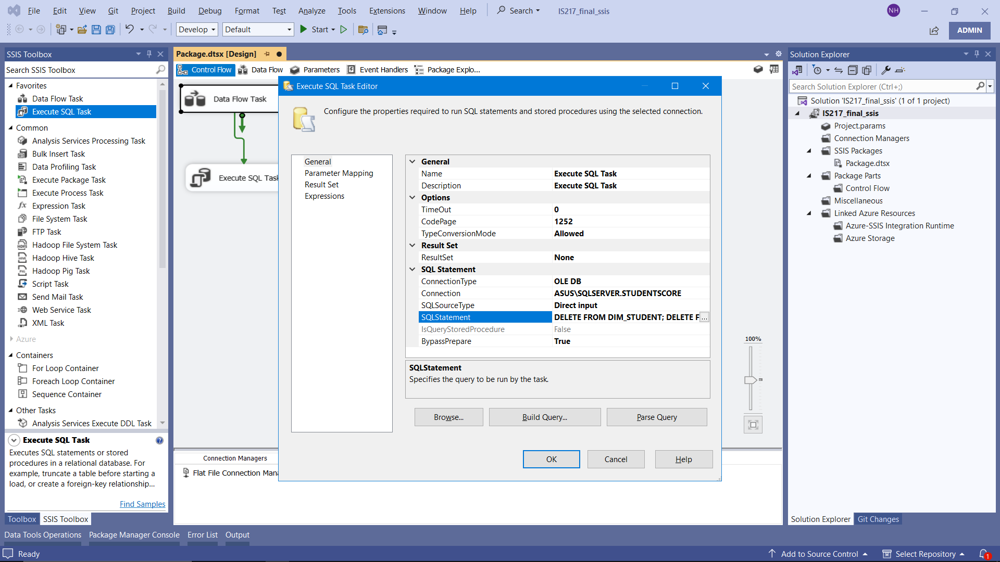 File Edit View Git Project Build Debug Format Test Analyze Tools Extensions Window Help Search IS217_final_ssis NH
Develop Default Start ADMIN
SSIS Toolbox
Search SSIS Toolbox
Favorites
Data Flow Task
Execute SQL Task
Common
Analysis Services Processing Task
Bulk Insert Task
Data Profiling Task
Execute Package Task
Execute Process Task
Expression Task
File System Task
FTP Task
Hadoop File System Task
Hadoop Hive Task
Hadoop Pig Task
Script Task
Send Mail Task
Web Service Task
XML Task
Azure
Containers
For Loop Container
Foreach Loop Container
Sequence Container
Other Tasks
Analysis Services Execute DDL Task
Execute SQL Task
Executes SQL statements or stored
procedures in a relational database. For
example, truncate a table before starting a
load, or create a foreign-key relationship...
Find Samples
Toolbox SSIS Toolbox
Package.dtsx [Design]
Control Flow Data Flow Parameters Event Handlers Package Explo...
Data Flow Task
Execute SQL Task
100%
Connection Managers
Flat File Connection Mana
Execute SQL Task Editor
Configure the properties required to run SQL statements and stored procedures using the selected connection.
General
Parameter Mapping
Result Set
Expressions
General
Name Execute SQL Task
Description Execute SQL Task
Options
TimeOut 0
CodePage 1252
TypeConversionMode Allowed
Result Set
ResultSet None
SQL Statement
ConnectionType OLE DB
Connection ASUS\SQLSERVER.STUDENTSCORE
SQLSourceType Direct input
SQLStatement DELETE FROM DIM_STUDENT; DELETE F ...
IsQueryStoredProcedure False
BypassPrepare True
SQLStatement
Specifies the query to be run by the task.
Browse... Build Query... Parse Query
OK Cancel Help
Solution Explorer
Search Solution Explorer (Ctrl+;)
Solution 'IS217_final_ssis' (1 of 1 project)
IS217_final_ssis
Project.params
Connection Managers
SSIS Packages
Package.dtsx
Package Parts
Control Flow
Miscellaneous
Linked Azure Resources
Azure-SSIS Integration Runtime
Azure Storage
Solution Explorer Git Changes
Data Tools Operations Package Manager Console Error List Output
Ready Add to Source Control Select Repository 1